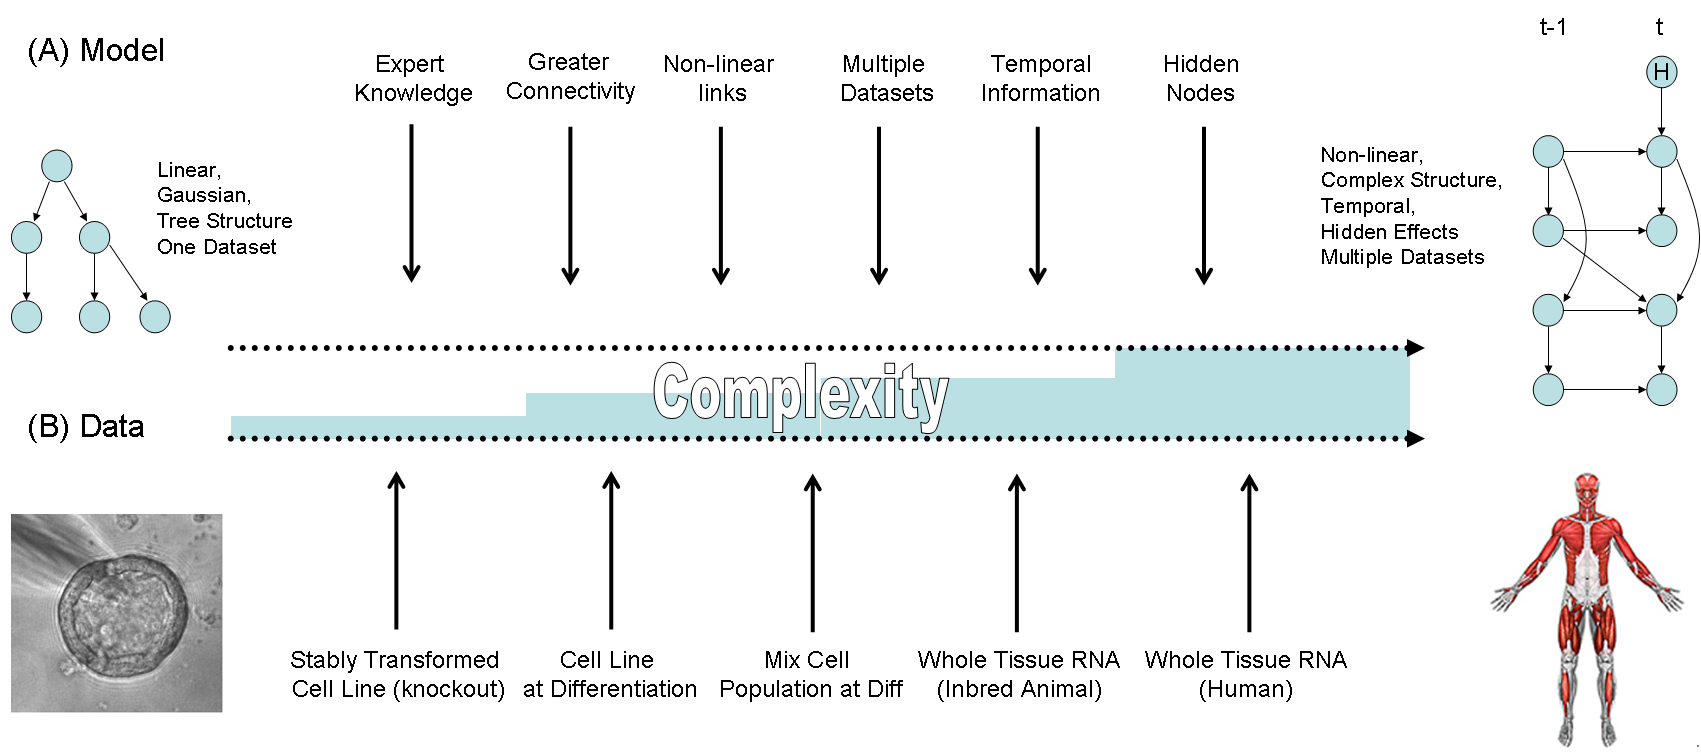 (A) Model
Expert
Knowledge
Greater
Connectivity
Non-linear
links
Multiple
Datasets
Temporal
Information
Hidden
Nodes
t-1
t
H
Linear,
Gaussian,
Tree Structure
One Dataset
Non-linear,
Complex Structure,
Temporal,
Hidden Effects
Multiple Datasets
Complexity
(B) Data
Stably Transformed
Cell Line (knockout)
Cell Line
at Differentiation
Mix Cell
Population at Diff
Whole Tissue RNA
(Inbred Animal)
Whole Tissue RNA
(Human)